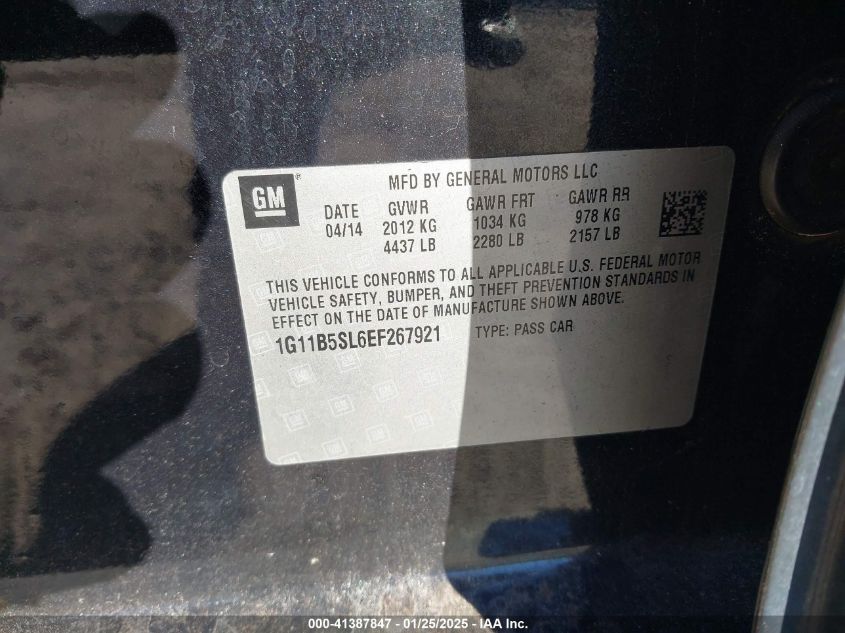 GM
MFD BY GENERAL MOTORS LLC
DATE GVWR GAWR FRT GAWR RR
04/14 2012 KG 1034 KG 978 KG
4437 LB 2280 LB 2157 LB
THIS VEHICLE CONFORMS TO ALL APPLICABLE U.S. FEDERAL MOTOR
VEHICLE SAFETY, BUMPER, AND THEFT PREVENTION STANDARDS IN
EFFECT ON THE DATE OF MANUFACTURE SHOWN ABOVE.
1G11B5SL6EF267921 TYPE: PASS CAR
000-41387847 - 01/25/2025 - IAA Inc.